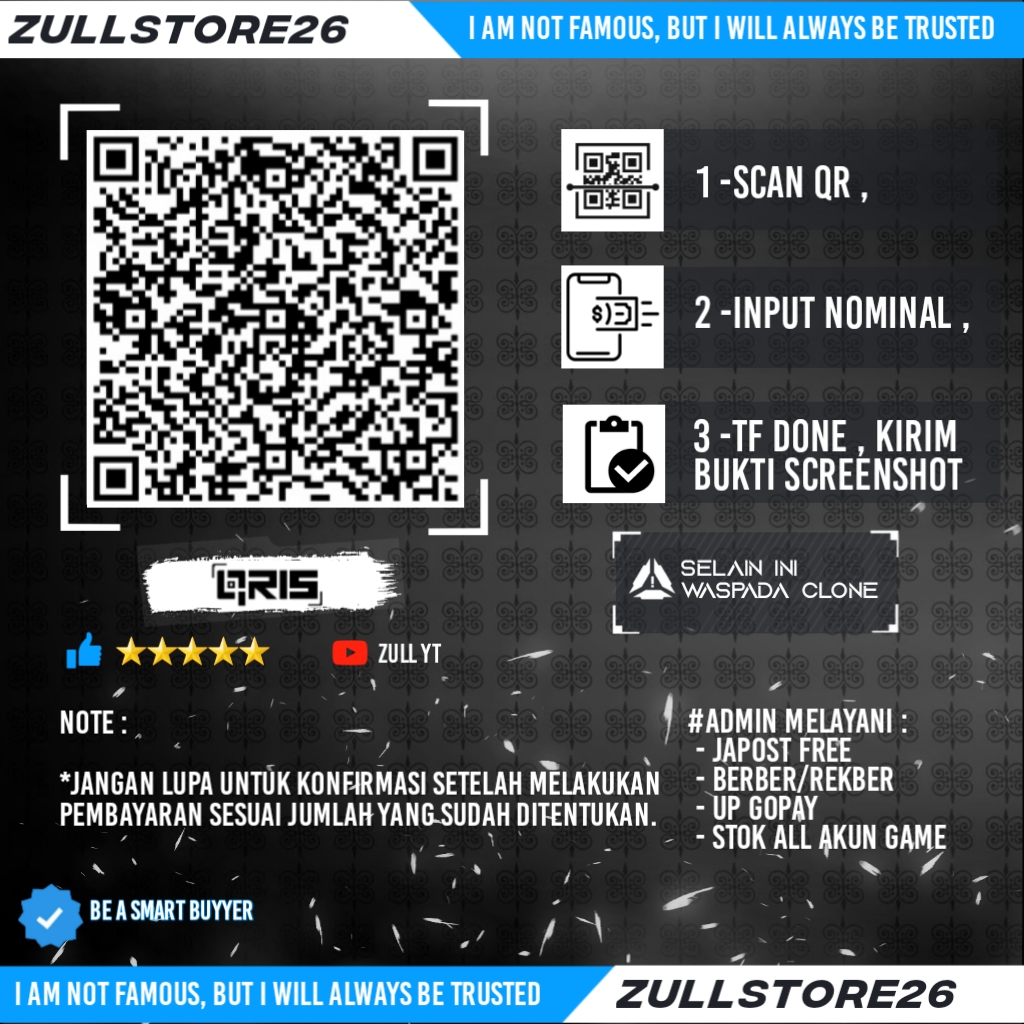 ZULLSTORE26
I AM NOT FAMOUS, BUT I WILL ALWAYS BE TRUSTED
1 -SCAN QR ,
2 -INPUT NOMINAL ,
3 -TF DONE , KIRIM
BUKTI SCREENSHOT
QRIS
SELAIN INI
WASPADA CLONE
ZULL YT
NOTE :
*JANGAN LUPA UNTUK KONFIRMASI SETELAH MELAKUKAN
PEMBAYARAN SESUAI JUMLAH YANG SUDAH DITENTUKAN.
#ADMIN MELAYANI :
- JAPOST FREE
- BERBER/REKBER
- UP GOPAY
- STOK ALL AKUN GAME
BE A SMART BUYYER
I AM NOT FAMOUS, BUT I WILL ALWAYS BE TRUSTED
ZULLSTORE26